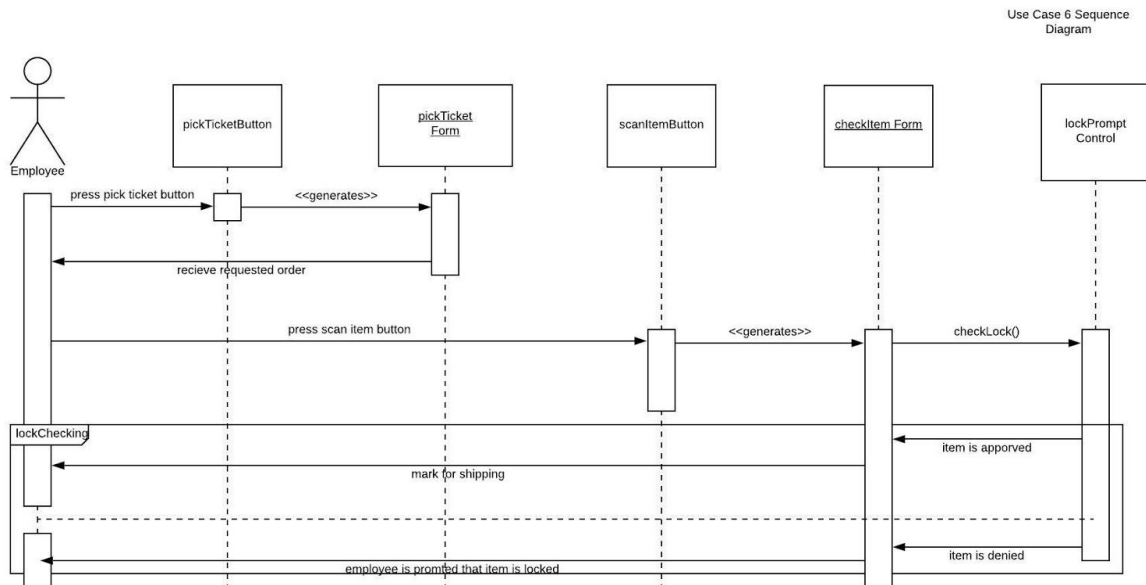 Use Case 6 Sequence
Diagram
Employee
pickTicketButton
pickTicket
Form
scanItemButton
checkItem Form
lockPrompt
Control
press pick ticket button
<<generates>>
recieve requested order
press scan item button
<<generates>>
checkLock()
lockChecking
item is apporved
mark for shipping
item is denied
employee is promted that item is locked